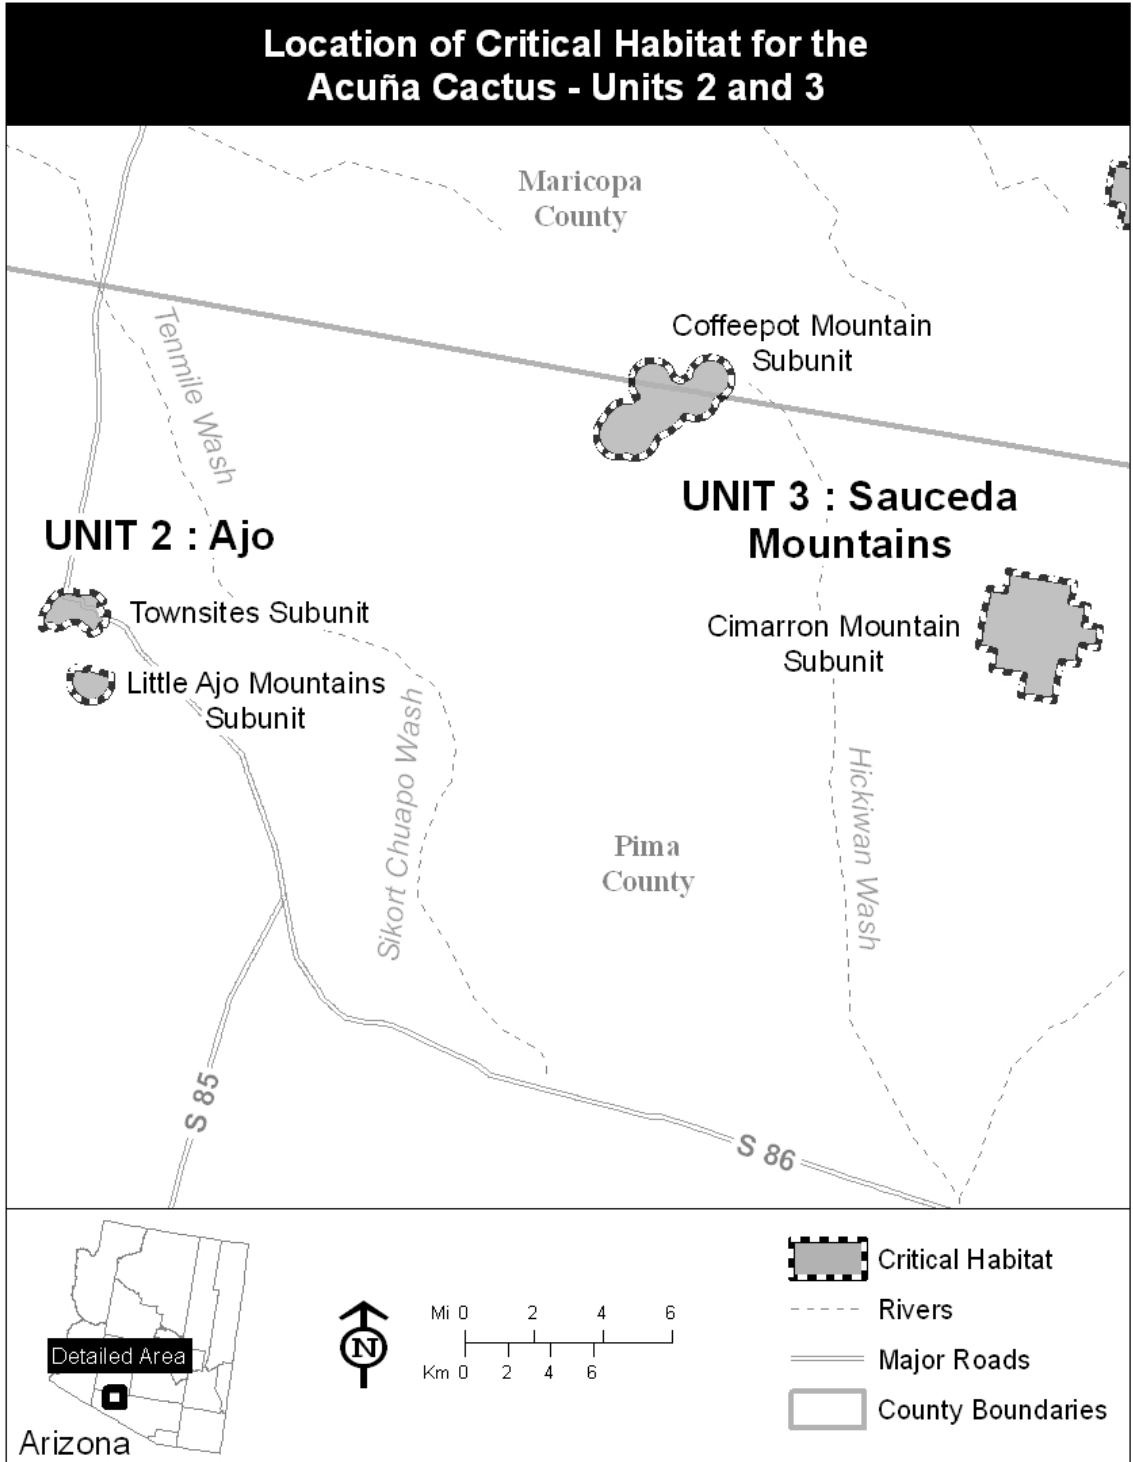 Location of Critical Habitat for the
Acuña Cactus - Units 2 and 3
Maricopa
County
Coffeepot Mountain
Subunit
Tenmile Wash
UNIT 3 : Sauceda
Mountains
UNIT 2 : Ajo
Townsites Subunit
Cimarron Mountain
Subunit
Little Ajo Mountains
Subunit
Sikort Chuapo Wash
Hickiwan Wash
Pima
County
S 85
S 86
Detailed Area
Arizona
N
Mi 0 2 4 6
Km 0 2 4 6
Critical Habitat
Rivers
Major Roads
County Boundaries